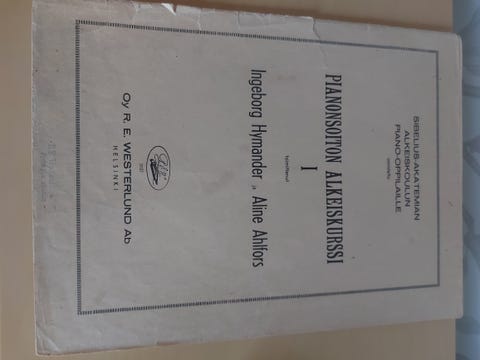 SIBELIUS-AKATEMIAN
ALKEISKOULUN
PIANO-OPPILAILLE
PIANONSOITON ALKEISKURSSI
I
Ingeborg Hymander ja Aline Ahlfors
Oy R. E. WESTERLUND Ab
HELSINKI